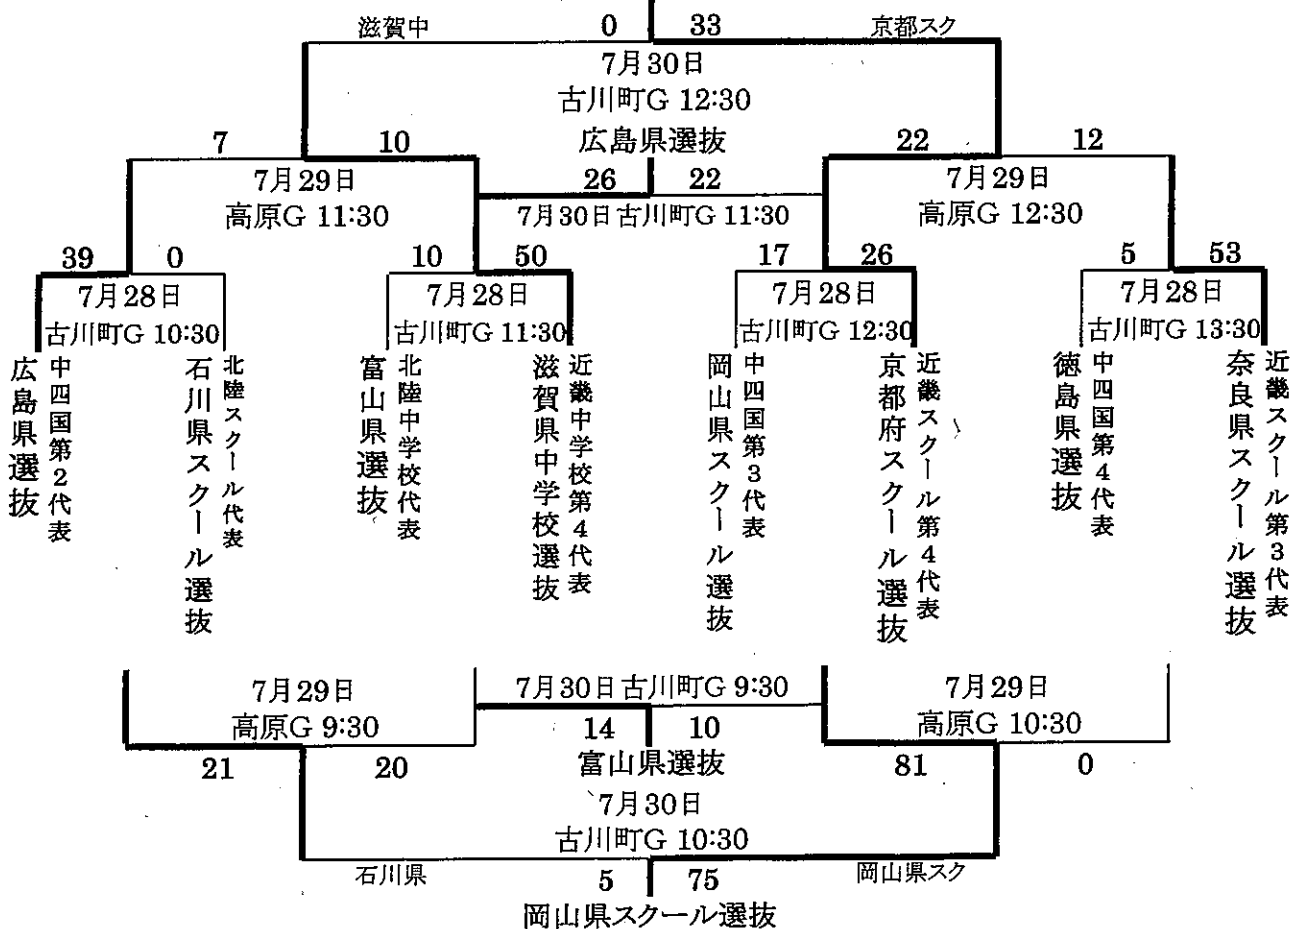 滋賀中 0 33 京都スク
7月30日
古川町G 12:30
7 10 広島県選抜 22 12
7月29日 26 22 7月29日
高原G 11:30 7月30日古川町G 11:30 高原G 12:30
39 0 10 50 17 26 5 53
7月28日 7月28日 7月28日 7月28日
古川町G 10:30 古川町G 11:30 古川町G 12:30 古川町G 13:30
広島県選抜
中四国第2代表
石川県スクール選抜
北陸スクール代表
富山県選抜
北陸中学校代表
滋賀県中学校選抜
近畿中学校第4代表
岡山県スクール選抜
中四国第3代表
京都府スクール選抜
近畿スクール第4代表
徳島県選抜
中四国第4代表
奈良県スクール選抜
近畿スクール第3代表
7月29日 7月30日古川町G 9:30 7月29日
高原G 9:30 14 10 高原G 10:30
21 20 富山県選抜 81 0
7月30日
古川町G 10:30
石川県 5 75 岡山県スク
岡山県スクール選抜